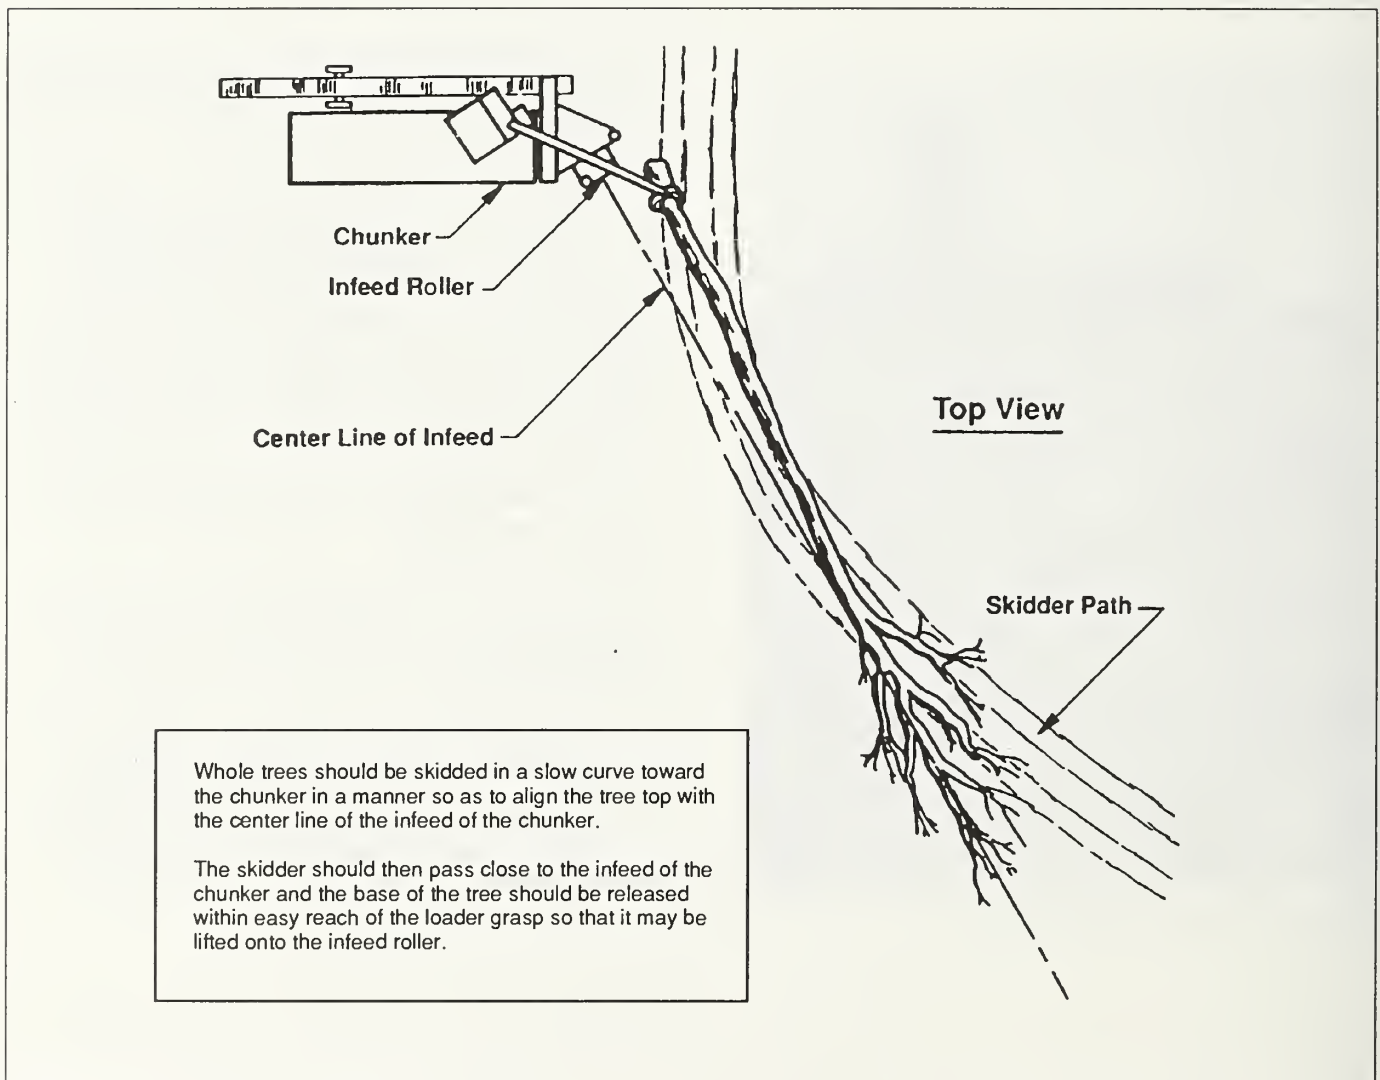 Chunker
Infeed Roller
Center Line of Infeed
Top View
Skidder Path
Whole trees should be skidded in a slow curve toward
the chunker in a manner so as to align the tree top with
the center line of the infeed of the chunker.
The skidder should then pass close to the infeed of the
chunker and the base of the tree should be released
within easy reach of the loader grasp so that it may be
lifted onto the infeed roller.